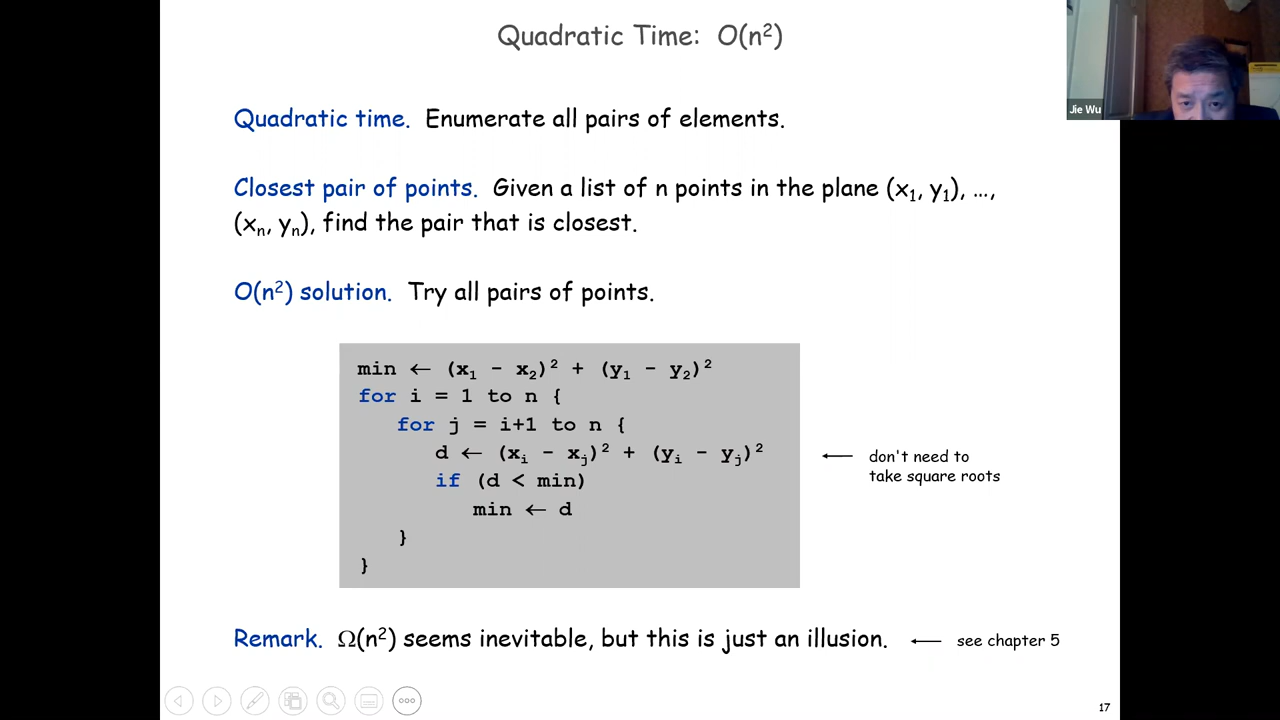 Quadratic Time: O(n²)
Jie Wu
Quadratic time. Enumerate all pairs of elements.
Closest pair of points. Given a list of n points in the plane (x₁, y₁), …,
(xₙ, yₙ), find the pair that is closest.
O(n²) solution. Try all pairs of points.
min ← (x₁ - x₂)² + (y₁ - y₂)²
for i = 1 to n {
for j = i+1 to n {
d ← (xᵢ - xⱼ)² + (yᵢ - yⱼ)²
if (d < min)
min ← d
}
}
don't need to
take square roots
Remark. Ω(n²) seems inevitable, but this is just an illusion.
see chapter 5
17